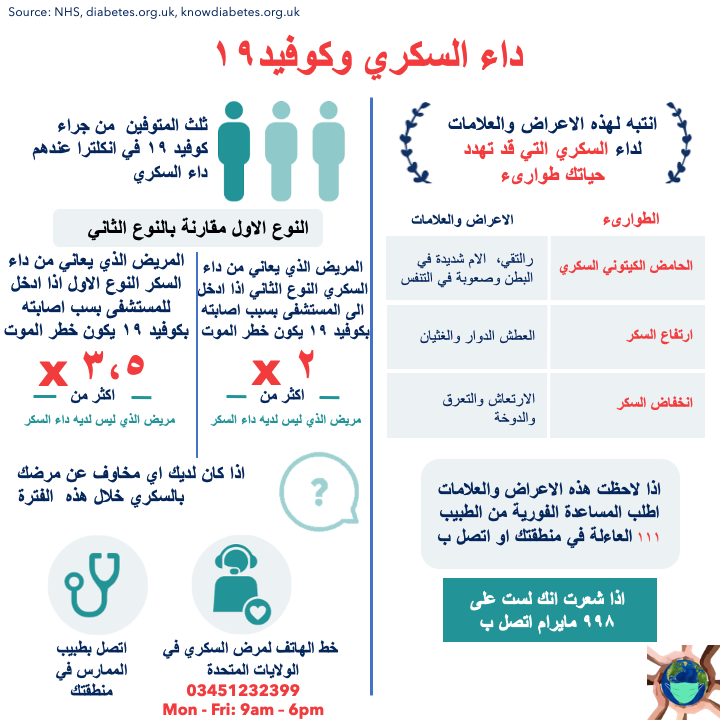 Source: NHS, diabetes.org.uk, knowdiabetes.org.uk
داء السكري وكوفيد١٩
انتبه لهذه الاعراض والعلامات
لداء السكري التي قد تهدد
حياتك طوارىء
الطوارىء
الاعراض والعلامات
الحامض الكيتوني السكري
رالتقي، الام شديدة في
البطن وصعوبة في التنفس
ارتفاع السكر
العطش الدوار والغثيان
انخفاض السكر
الارتعاش والتعرق
والدوخة
اذا لاحظت هذه الاعراض والعلامات
اطلب المساعدة الفورية من الطبيب
١١١ العاءلة في منطقتك او اتصل ب
اذا شعرت انك لست على
٩٩٨ مايرام اتصل ب
ثلث المتوفين من جراء
كوفيد ١٩ في انكلترا عندهم
داء السكري
النوع الاول مقارنة بالنوع الثاني
المريض الذي يعاني من داء
السكري النوع الثاني اذا ادخل
الى المستشفى بسبب اصابته
بكوفيد ١٩ يكون خطر الموت
x ٢
اكثر من
مريض الذي ليس لديه داء السكر
المريض الذي يعاني من داء
السكر النوع الاول اذا ادخل
للمستشفى بسب اصابته
بكوفيد ١٩ يكون خطر الموت
x ٣،٥
اكثر من
مريض الذي ليس لديه داء السكر
?
اذا كان لديك اي مخاوف عن مرضك
بالسكري خلال هذه الفترة
خط الهاتف لمرض السكري في
الولايات المتحدة
03451232399
Mon - Fri: 9am – 6pm
اتصل بطبيب
الممارس في
منطقتك